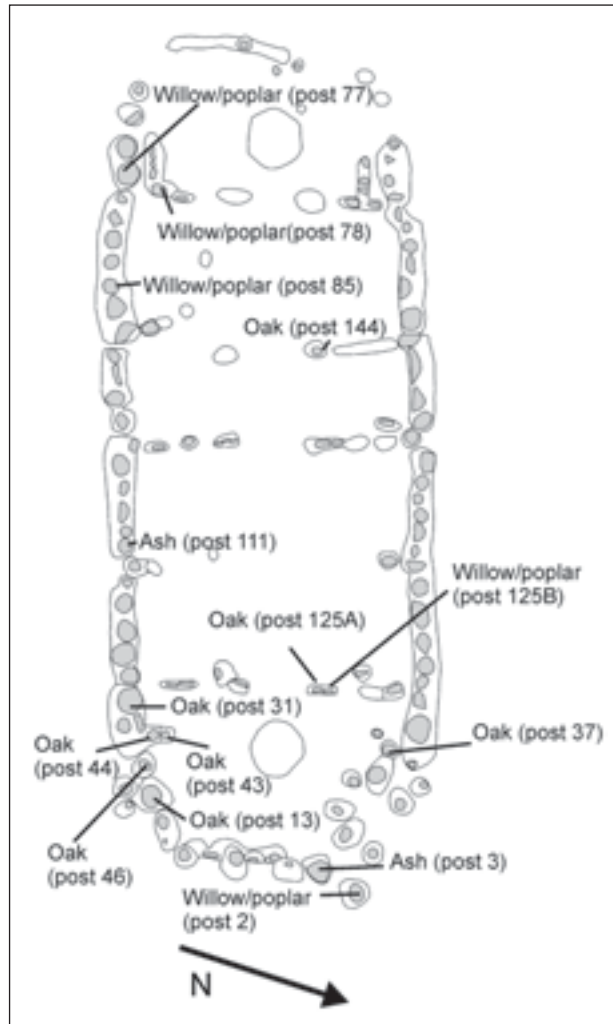 Willow/poplar (post 77)
Willow/poplar(post 78)
Willow/poplar (post 85)
Oak (post 144)
Ash (post 111)
Willow/poplar
(post 125B)
Oak (post 125A)
Oak (post 31)
Oak (post 37)
Oak
(post 44)
Oak
(post 43)
Oak (post 13)
Oak
(post 46)
Ash (post 3)
Willow/poplar
(post 2)
N